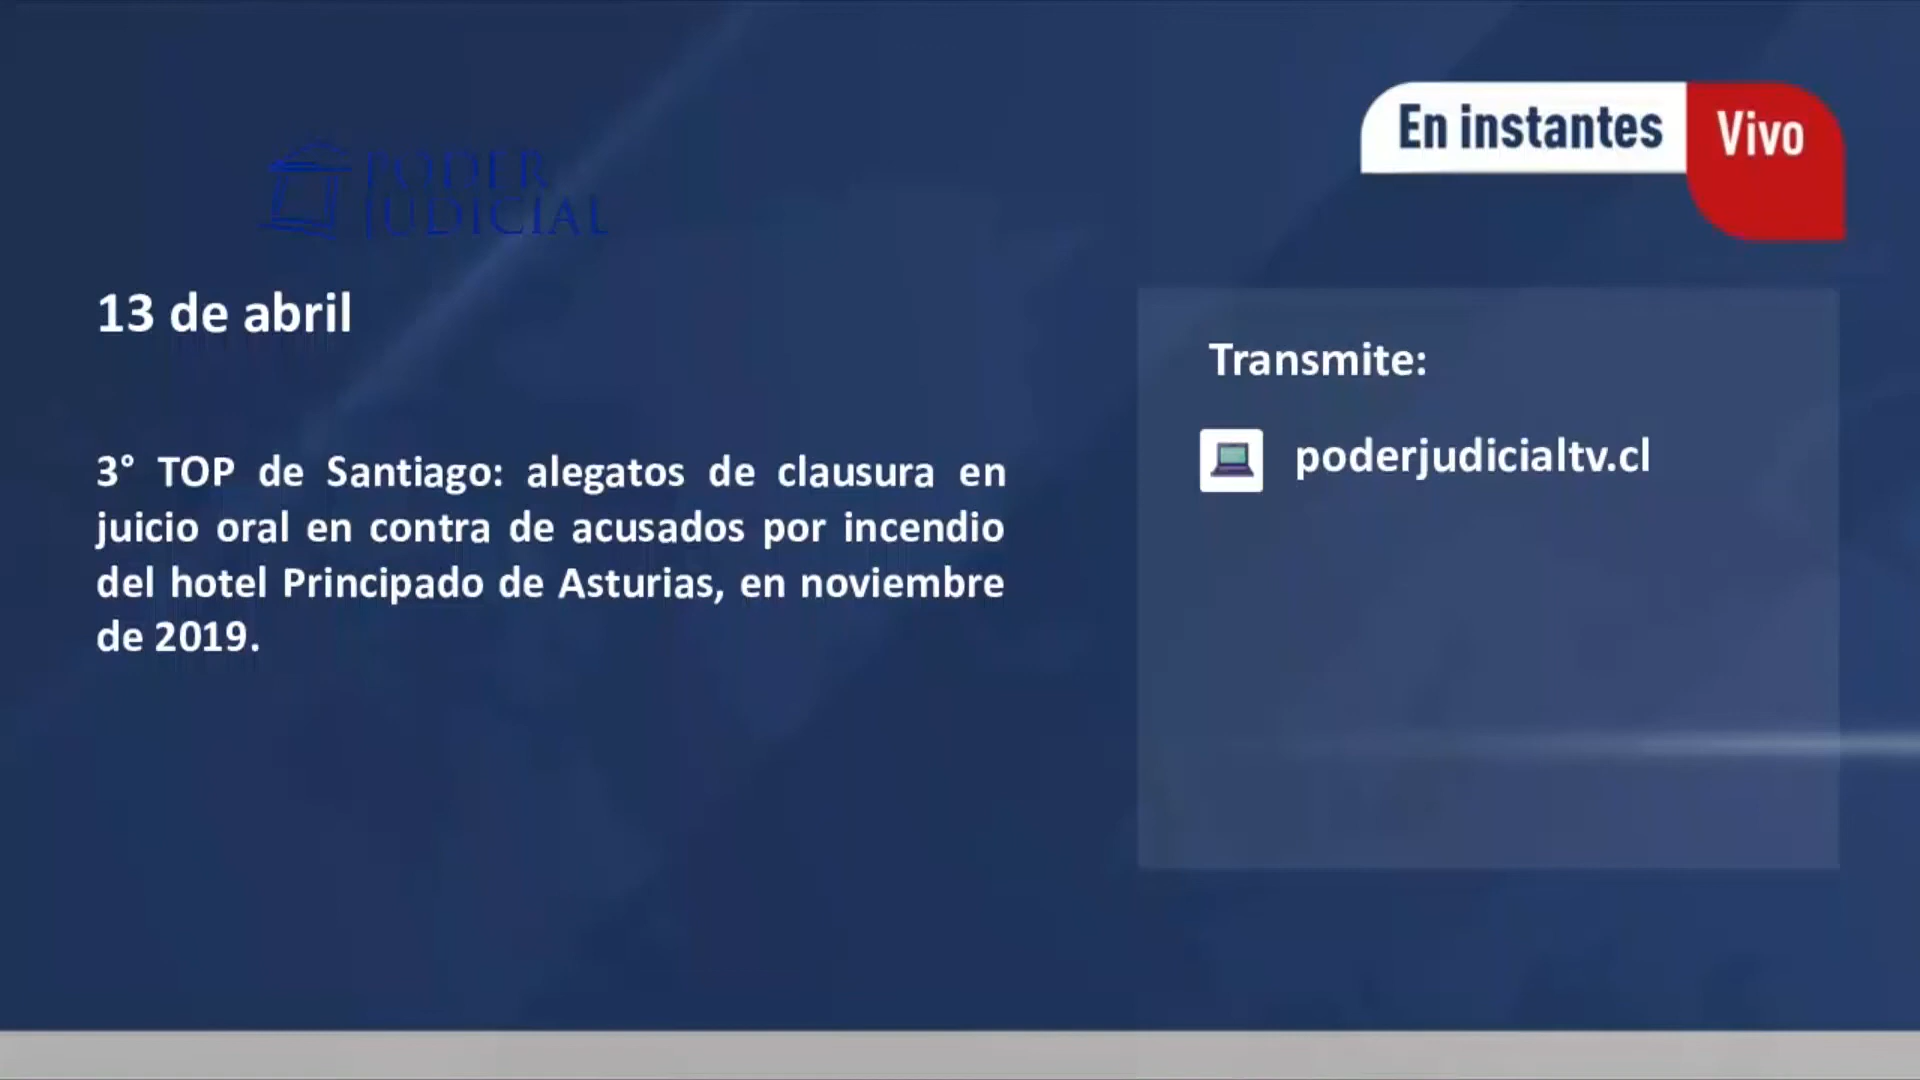 En instantes Vivo
PODER
JUDICIAL
13 de abril
Transmite:
poderjudicialtv.cl
3° TOP de Santiago: alegatos de clausura en
juicio oral en contra de acusados por incendio
del hotel Principado de Asturias, en noviembre
de 2019.